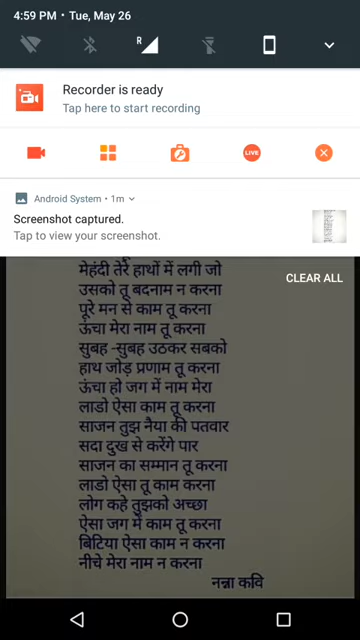 4:59 PM • Tue, May 26
R
Recorder is ready
Tap here to start recording
LIVE
Android System • 1m
Screenshot captured.
Tap to view your screenshot.
CLEAR ALL
मेहंदी तेरे हाथों में लगी जो
उसको तू बदनाम न करना
पूरे मन से काम तू करना
ऊंचा मेरा नाम तू करना
सुबह -सुबह उठकर सबको
हाथ जोड़ प्रणाम तू करना
ऊंचा हो जग में नाम मेरा
लाडो ऐसा काम तू करना
साजन तुझ नैया की पतवार
सदा दुख से करेंगे पार
साजन का सम्मान तू करना
लाडो ऐसा तू काम करना
लोग कहे तुझको अच्छा
ऐसा जग में काम तू करना
बिटिया ऐसा काम न करना
नीचे मेरा नाम न करना
नन्ना कवि